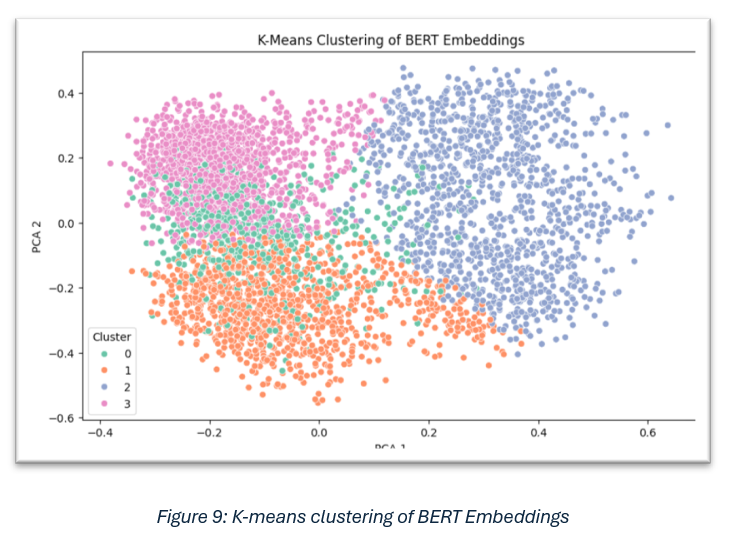 K-Means Clustering of BERT Embeddings
PCA 2
0.4
0.2
0.0
−0.2
−0.4
−0.6
Cluster
0
1
2
3
−0.4 −0.2 0.0 0.2 0.4 0.6
PCA 1
Figure 9: K-means clustering of BERT Embeddings